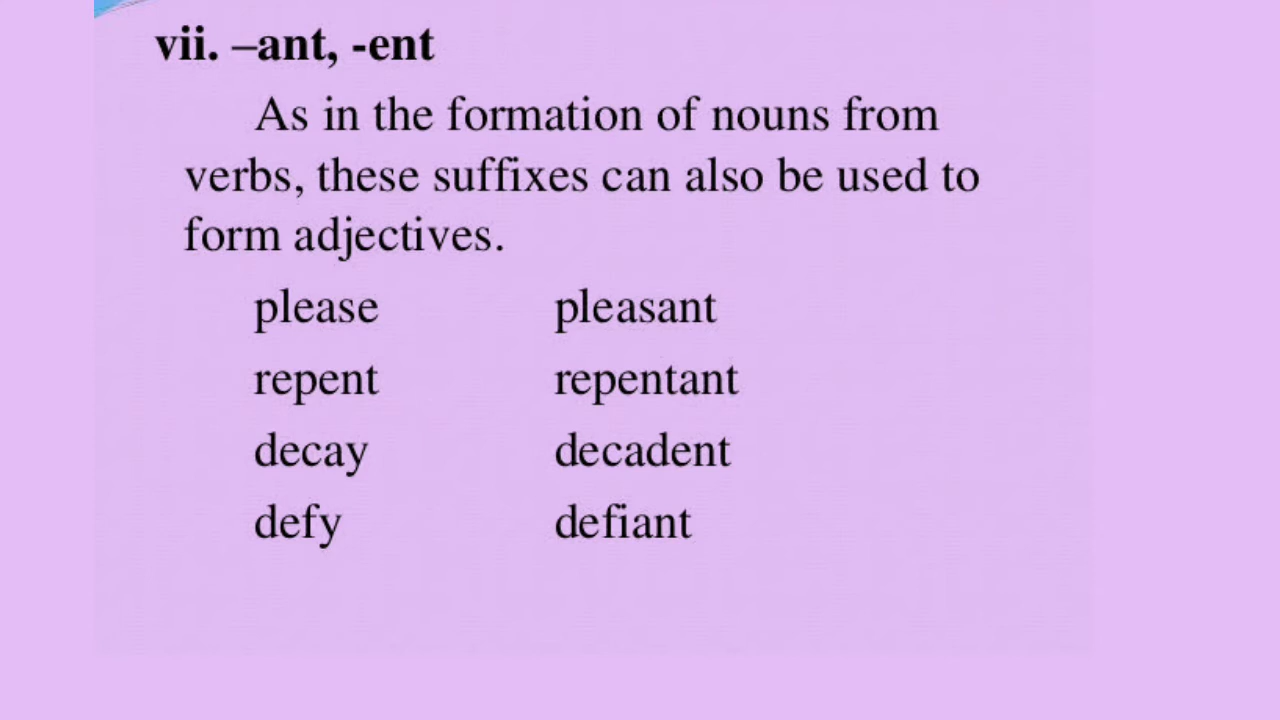 vii. –ant, -ent
As in the formation of nouns from
verbs, these suffixes can also be used to
form adjectives.
please pleasant
repent repentant
decay decadent
defy defiant